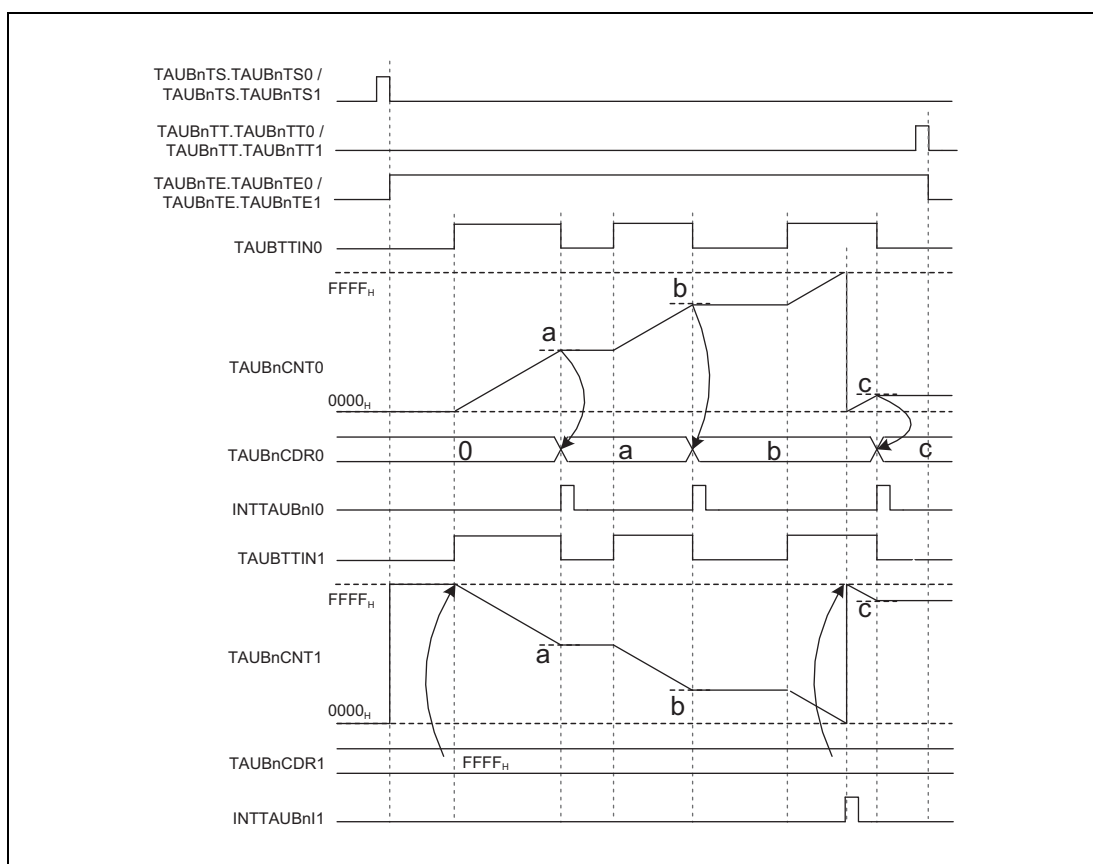 TAUBnTS.TAUBnTS0 /
TAUBnTS.TAUBnTS1
TAUBnTT.TAUBnTT0 /
TAUBnTT.TAUBnTT1
TAUBnTE.TAUBnTE0 /
TAUBnTE.TAUBnTE1
TAUBTTIN0
FFFFH
b
a
TAUBnCNT0
c
0000H
TAUBnCDR0
0 a b c
INTTAUBnI0
TAUBTTIN1
FFFFH
c
TAUBnCNT1
a
b
0000H
TAUBnCDR1
FFFFH
INTTAUBnI1